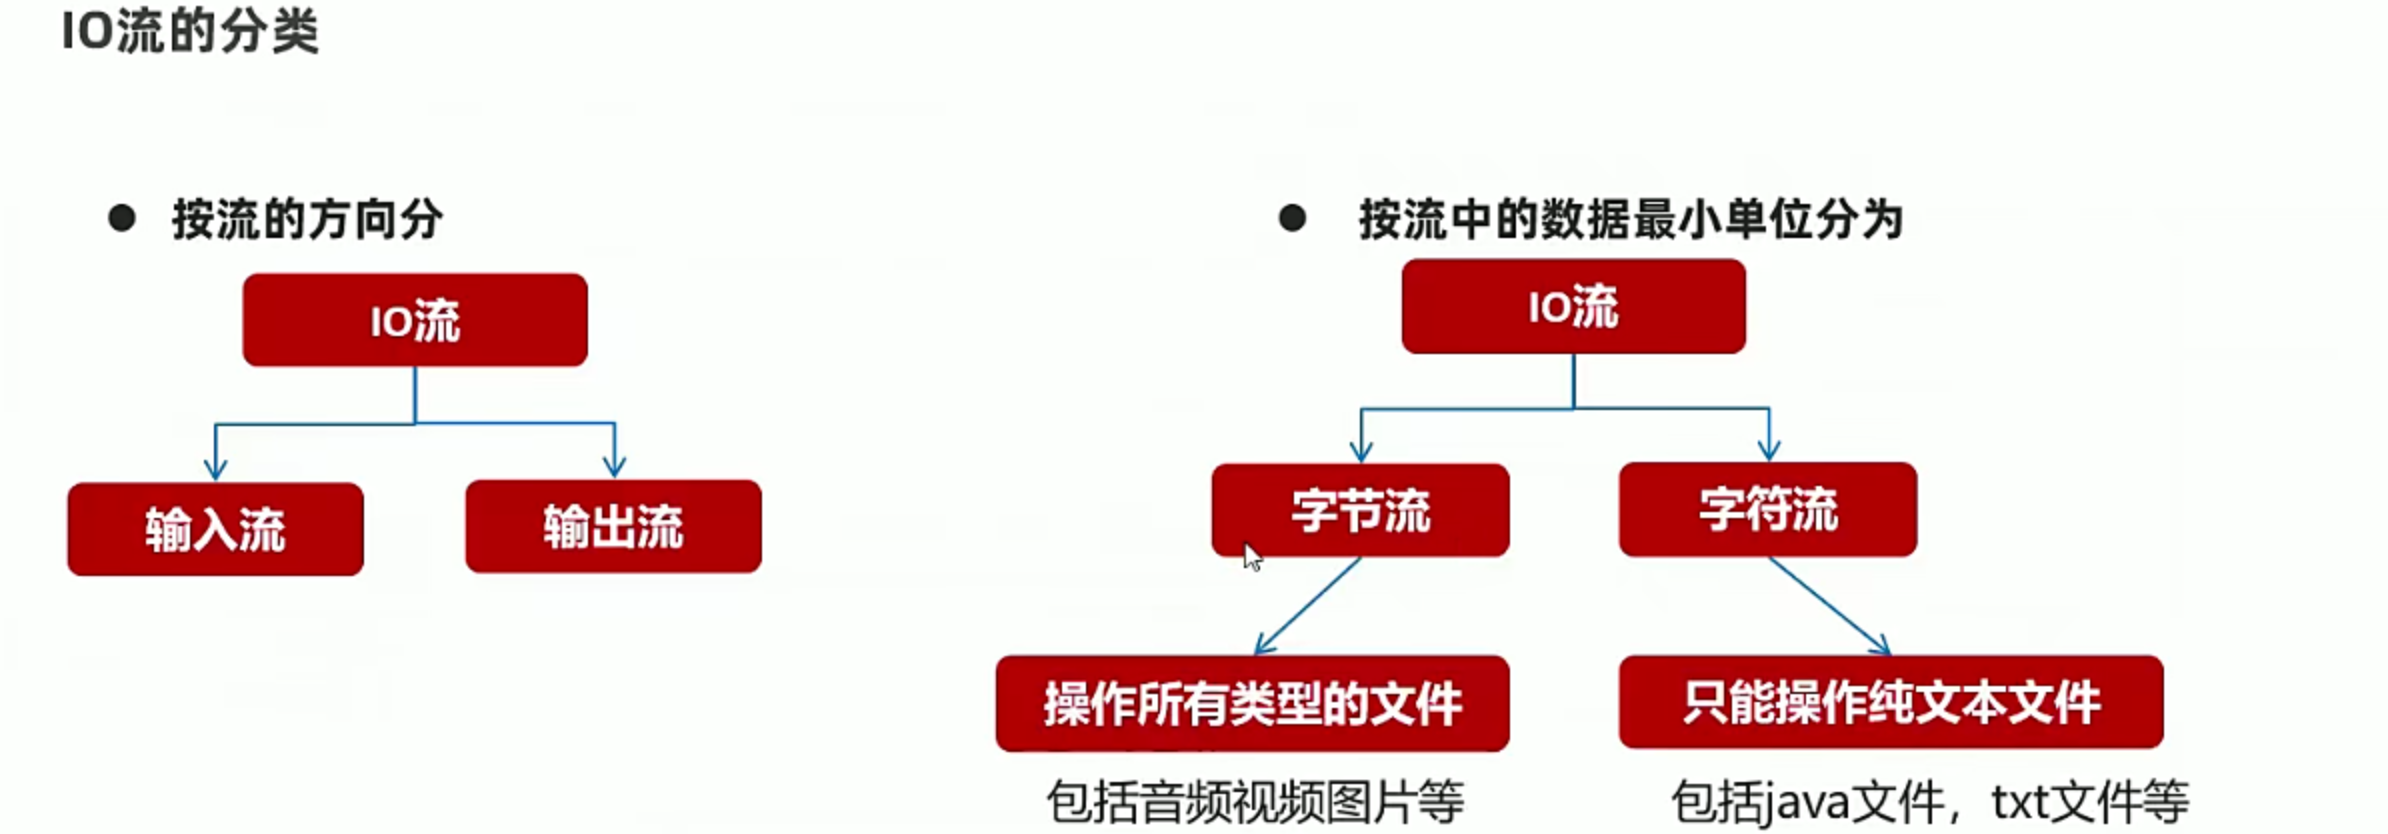 IO流的分类
按流的方向分
IO流
输入流
输出流
按流中的数据最小单位分为
IO流
字节流
字符流
操作所有类型的文件
只能操作纯文本文件
包括音频视频图片等
包括java文件，txt文件等